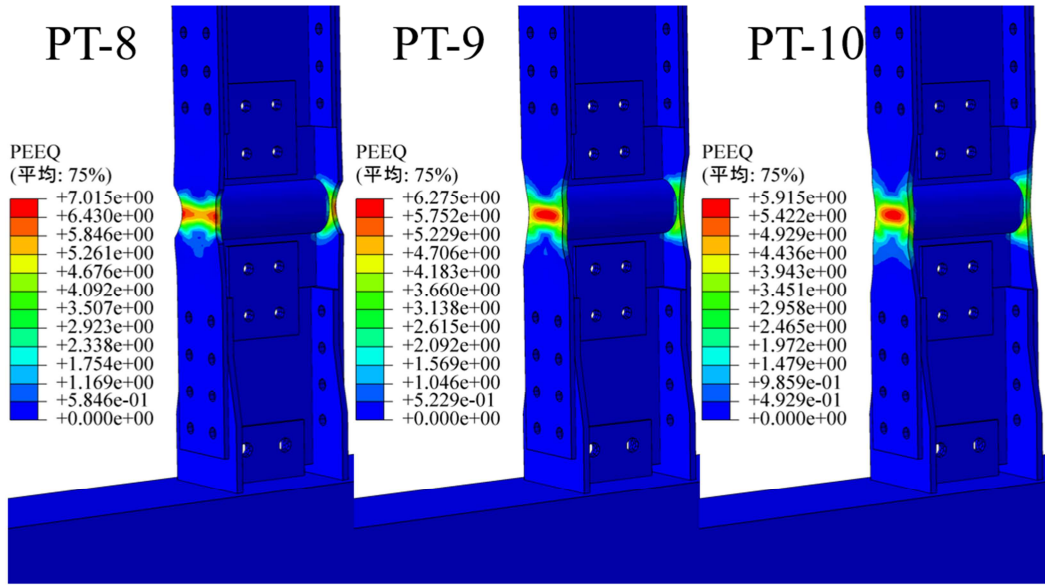 PT-8
PEEQ
(平均: 75%)
+7.015e+00
+6.430e+00
+5.846e+00
+5.261e+00
+4.676e+00
+4.092e+00
+3.507e+00
+2.923e+00
+2.338e+00
+1.754e+00
+1.169e+00
+5.846e-01
+0.000e+00
PT-9
PEEQ
(平均: 75%)
+6.275e+00
+5.752e+00
+5.229e+00
+4.706e+00
+4.183e+00
+3.660e+00
+3.138e+00
+2.615e+00
+2.092e+00
+1.569e+00
+1.046e+00
+5.229e-01
+0.000e+00
PT-10
PEEQ
(平均: 75%)
+5.915e+00
+5.422e+00
+4.929e+00
+4.436e+00
+3.943e+00
+3.451e+00
+2.958e+00
+2.465e+00
+1.972e+00
+1.479e+00
+9.859e-01
+4.929e-01
+0.000e+00